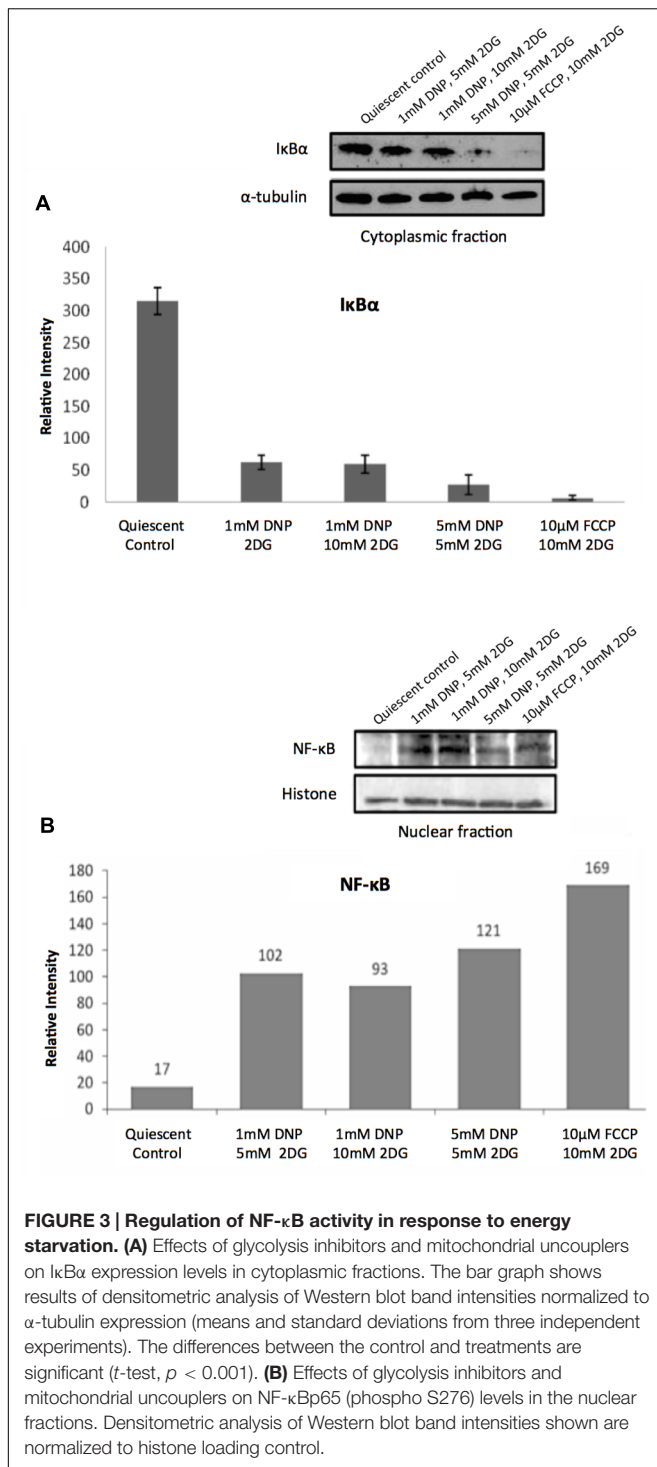 Quiescent control
1mM DNP, 5mM 2DG
1mM DNP, 10mM 2DG
5mM DNP, 5mM 2DG
10µM FCCP, 10mM 2DG
IκBα
α-tubulin
A
Cytoplasmic fraction
IκBα
Relative Intensity
400
350
300
250
200
150
100
50
0
Quiescent Control
1mM DNP 2DG
1mM DNP 10mM 2DG
5mM DNP 5mM 2DG
10µM FCCP 10mM 2DG
Quiescent control
1mM DNP, 5mM 2DG
1mM DNP, 10mM 2DG
5mM DNP, 5mM 2DG
10µM FCCP, 10mM 2DG
NF-κB
Histone
Nuclear fraction
B
NF-κB
Relative Intensity
180
160
140
120
100
80
60
40
20
0
17
102
93
121
169
Quiescent Control
1mM DNP 5mM 2DG
1mM DNP 10mM 2DG
5mM DNP 5mM 2DG
10µM FCCP 10mM 2DG
FIGURE 3 | Regulation of NF-κB activity in response to energy
starvation. (A) Effects of glycolysis inhibitors and mitochondrial uncouplers
on IκBα expression levels in cytoplasmic fractions. The bar graph shows
results of densitometric analysis of Western blot band intensities normalized to
α-tubulin expression (means and standard deviations from three independent
experiments). The differences between the control and treatments are
significant (t-test, p < 0.001). (B) Effects of glycolysis inhibitors and
mitochondrial uncouplers on NF-κBp65 (phospho S276) levels in the nuclear
fractions. Densitometric analysis of Western blot band intensities shown are
normalized to histone loading control.